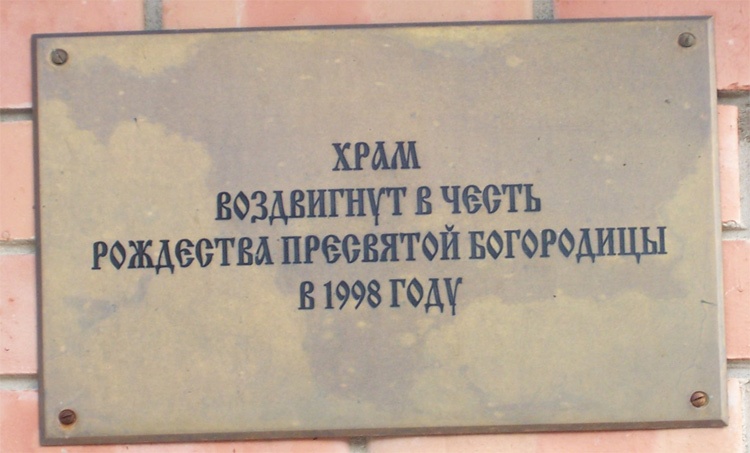 ХРАМ
ВОЗДВИГНУТ В ЧЕСТЬ
РОЖДЕСТВА ПРЕСВЯТОЙ БОГОРОДИЦЫ
В 1998 ГОДУ